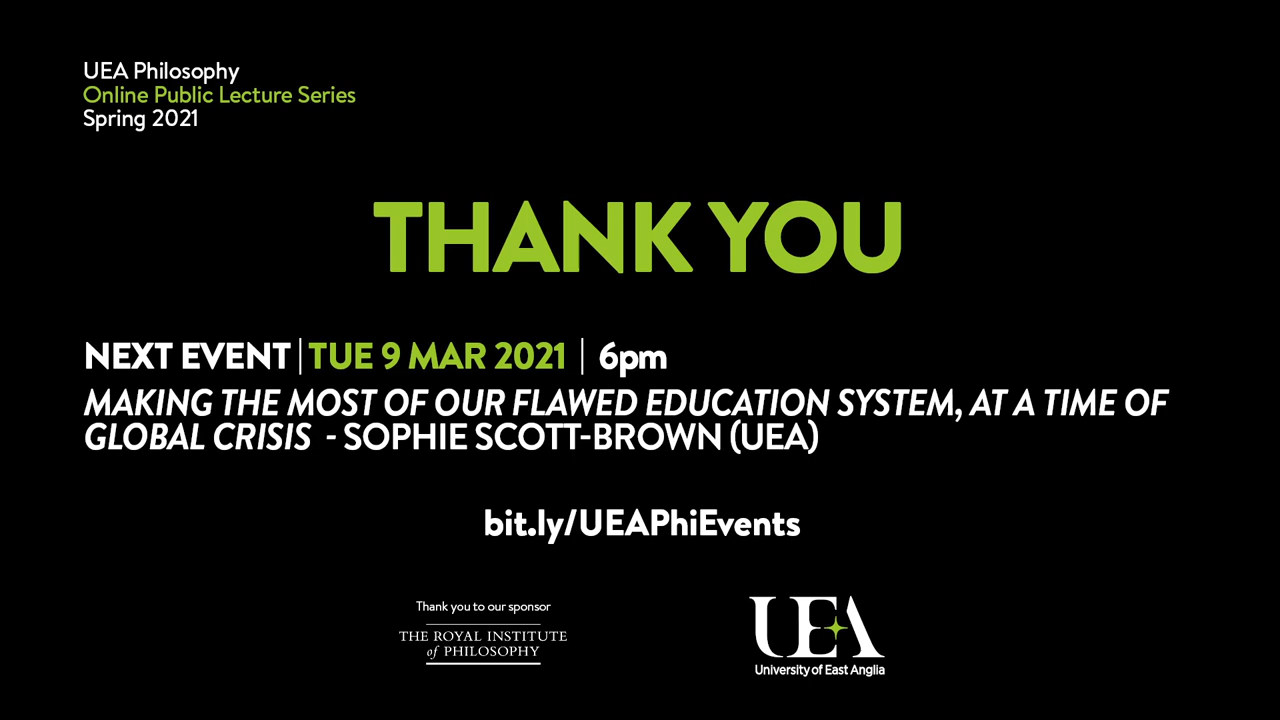 UEA Philosophy
Online Public Lecture Series
Spring 2021
THANK YOU
NEXT EVENT | TUE 9 MAR 2021 | 6pm
MAKING THE MOST OF OUR FLAWED EDUCATION SYSTEM, AT A TIME OF
GLOBAL CRISIS - SOPHIE SCOTT-BROWN (UEA)
bit.ly/UEAPhiEvents
Thank you to our sponsor
THE ROYAL INSTITUTE
of PHILOSOPHY
UEA
University of East Anglia